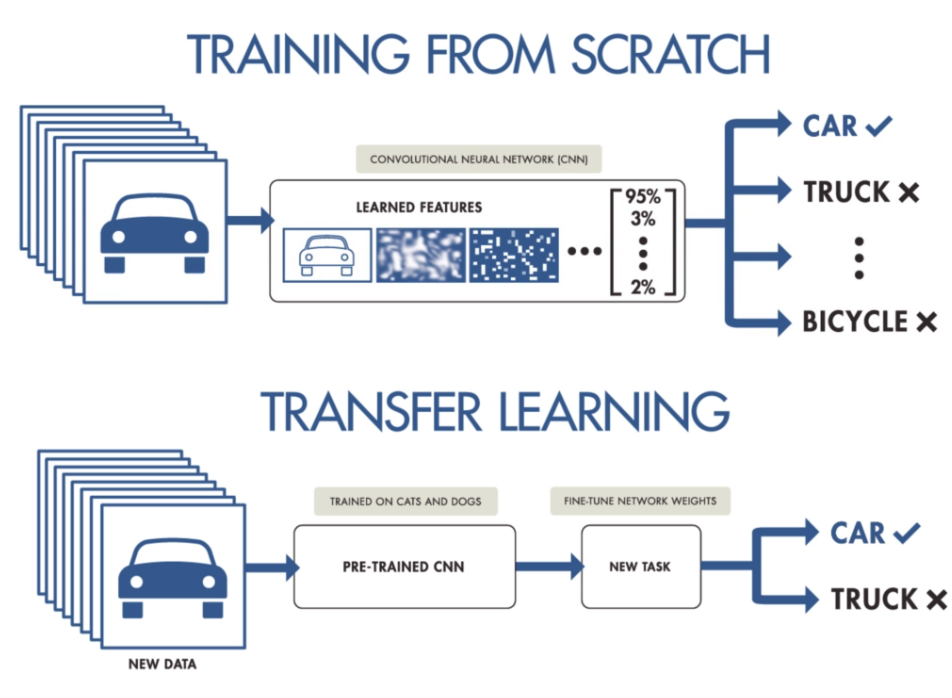 TRAINING FROM SCRATCH
CONVOLUTIONAL NEURAL NETWORK (CNN)
LEARNED FEATURES
95%
3%
2%
CAR
TRUCK
BICYCLE
TRANSFER LEARNING
TRAINED ON CATS AND DOGS
FINE-TUNE NETWORK WEIGHTS
PRE-TRAINED CNN
NEW TASK
CAR
TRUCK
NEW DATA